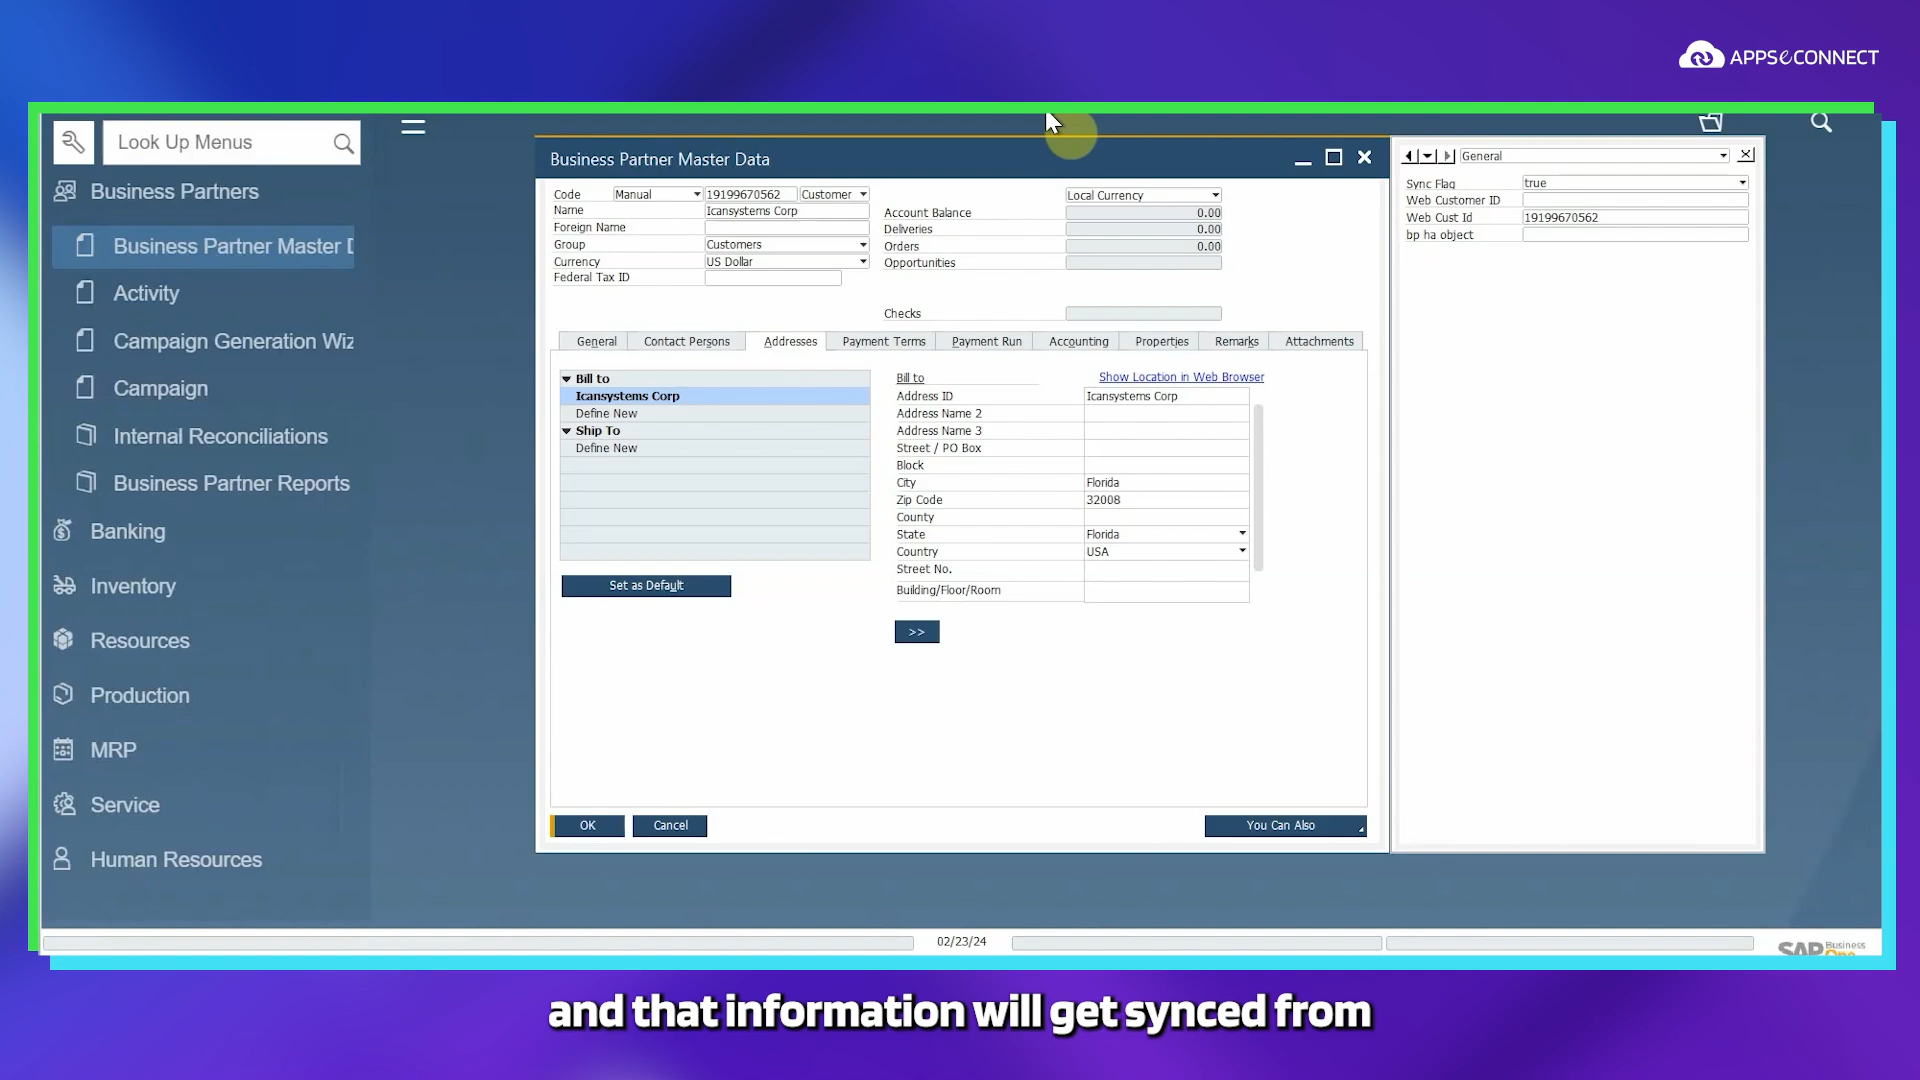 APPSeCONNECT
Look Up Menus
Business Partners
Business Partner Master D
Activity
Campaign Generation Wiz
Campaign
Internal Reconciliations
Business Partner Reports
Banking
Inventory
Resources
Production
MRP
Service
Human Resources
Business Partner Master Data
Code Manual 19199670562 Customer
Name Icansystems Corp
Foreign Name
Group Customers
Currency US Dollar
Federal Tax ID
Local Currency
Account Balance 0.00
Deliveries 0.00
Orders 0.00
Opportunities
Checks
General Contact Persons Addresses Payment Terms Payment Run Accounting Properties Remarks Attachments
Bill to
Icansystems Corp
Define New
Ship To
Define New
Set as Default
Bill to Show Location in Web Browser
Address ID Icansystems Corp
Address Name 2
Address Name 3
Street / PO Box
Block
City Florida
Zip Code 32008
County
State Florida
Country USA
Street No.
Building/Floor/Room
>>
OK Cancel You Can Also
General
Sync Flag true
Web Customer ID
Web Cust Id 19199670562
bp ha object
02/23/24
SAP Business One
and that information will get synced from